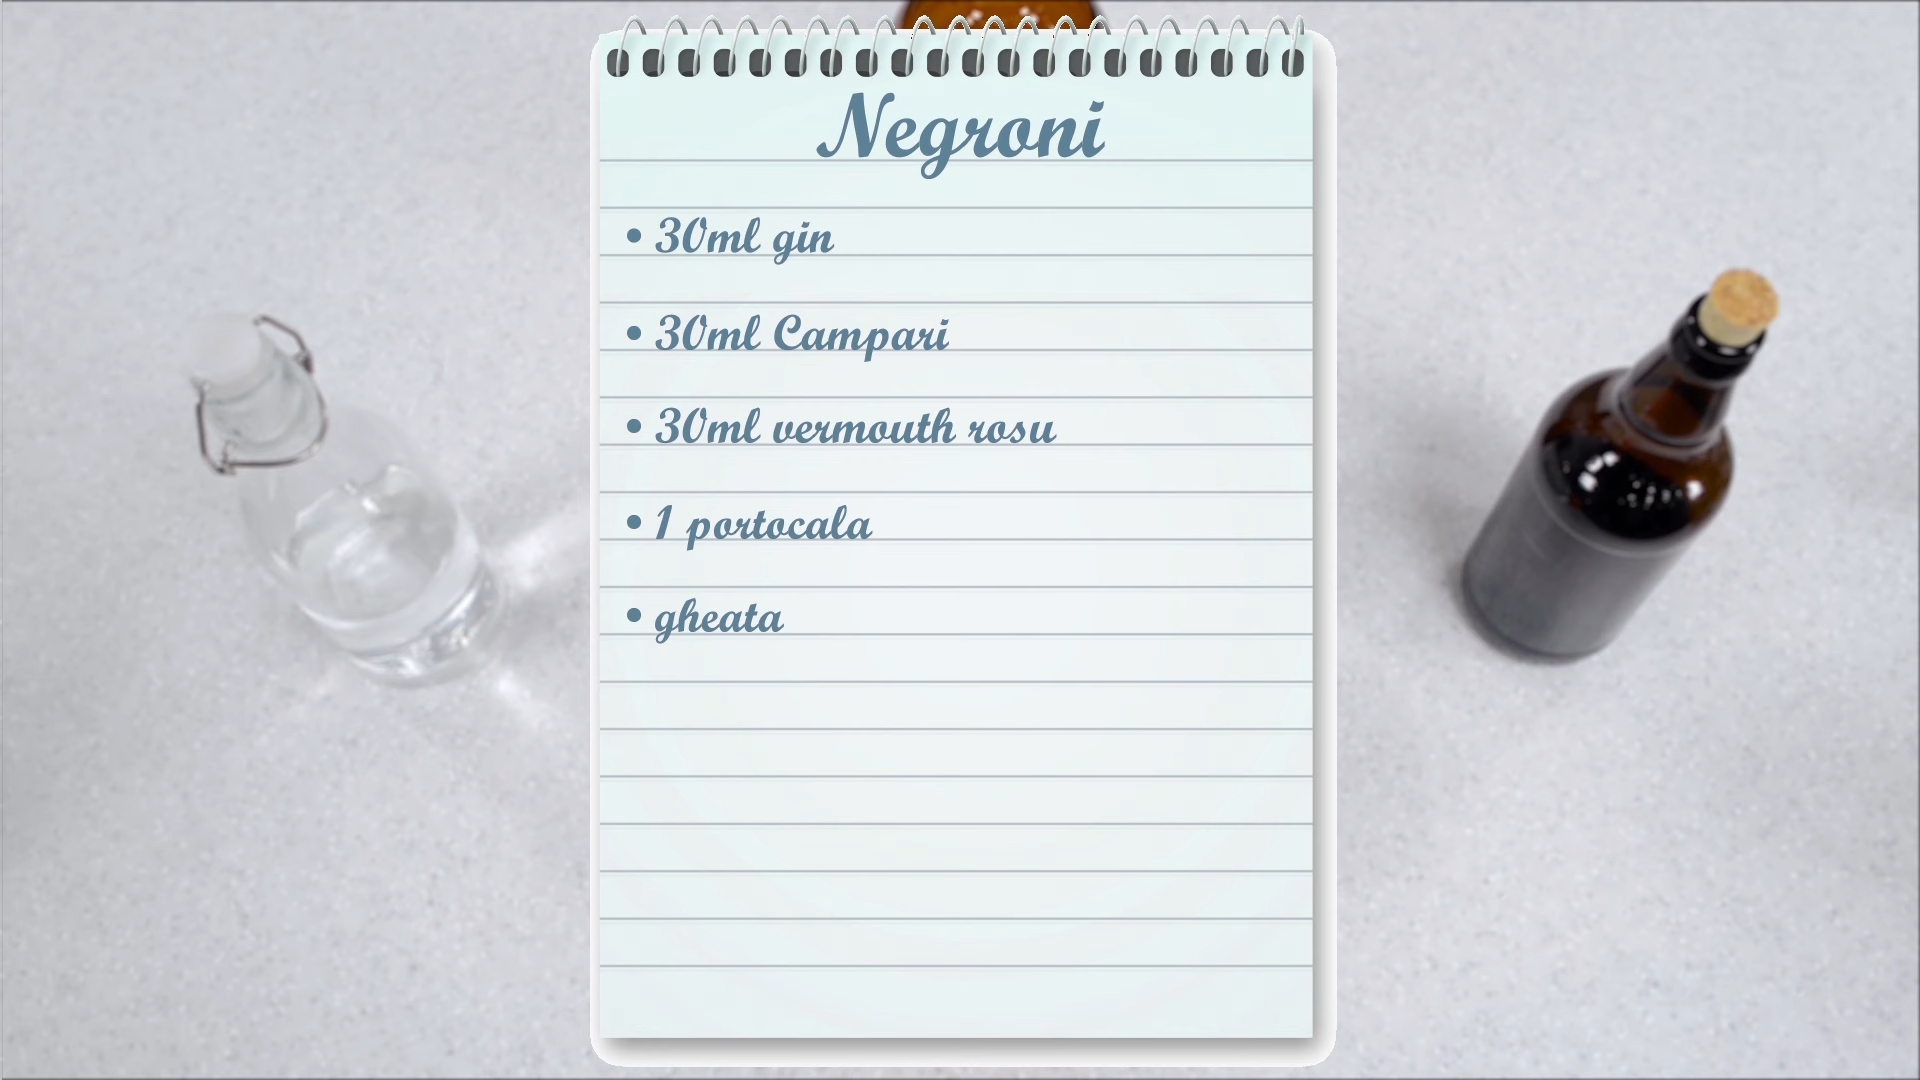 Negroni
• 30ml gin
• 30ml Campari
• 30ml vermouth rosu
• 1 portocala
• gheata